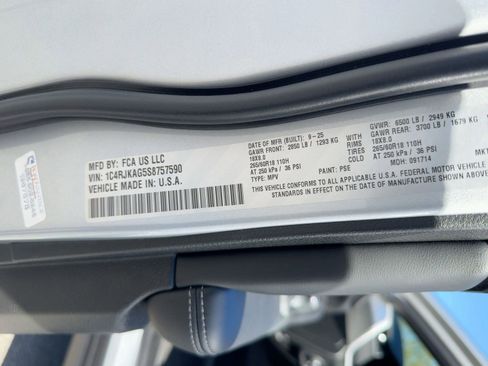 MFD BY: FCA US LLC
VIN: 1C4RJKAG5S8757590
VEHICLE MADE IN U.S.A.
DATE OF MFR (BUILT): 9-25
GAWR FRONT: 2850 LB / 1293 KG
18X8.0
265/60R18 110H
AT 250 kPa / 36 PSI
TYPE: MPV
PAINT: PSE
RIMS
TIRES
GVWR: 6500 LB / 2949 KG
GAWR REAR: 3700 LB / 1679 KG
18X8.0
265/60R18 110H
AT 250 kPa / 36 PSI
MDH: 091714
MKT
THIS VEHICLE CONFORMS TO ALL APPLICABLE U.S.A. FEDERAL MOTOR VEHICLE
STANDARDS IN EFFECT ON THE DATE OF MANUFACTURE SHOWN ABOVE